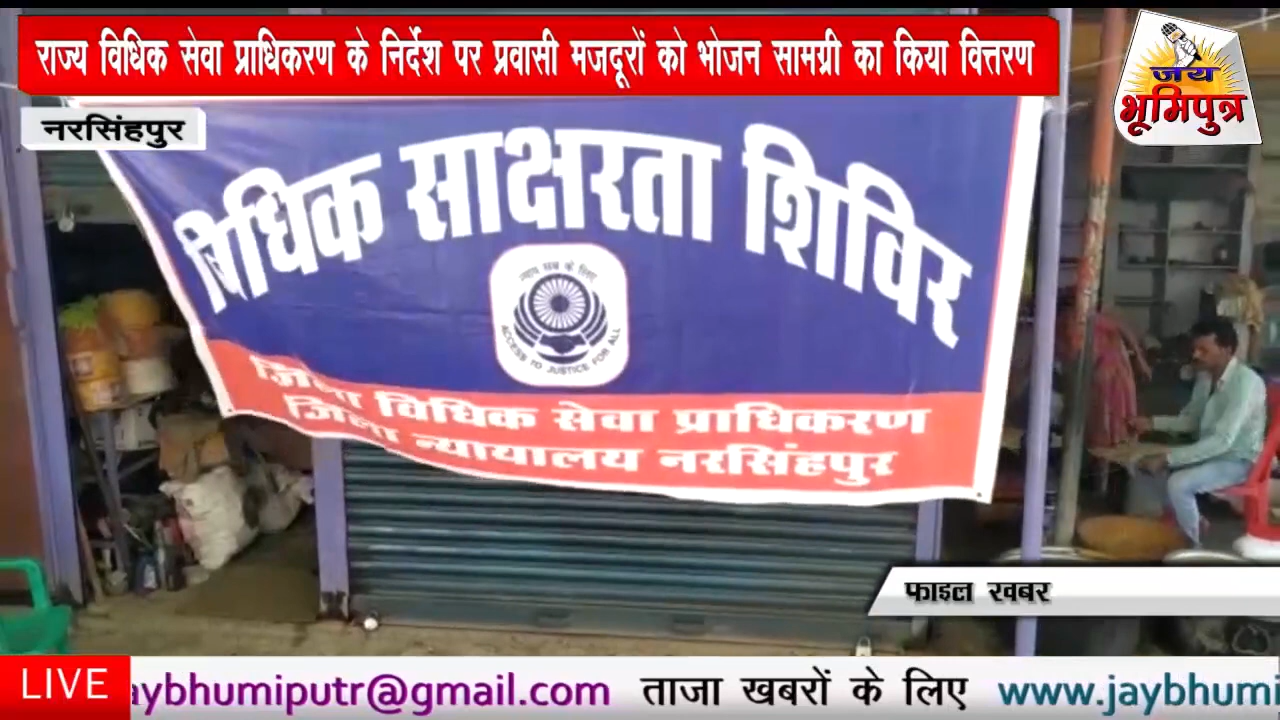 राज्य विधिक सेवा प्राधिकरण के निर्देश पर प्रवासी मजदूरों को भोजन सामग्री का किया वित्तरण
जय
भूमिपुत्र
नरसिंहपुर
विधिक साक्षरता शिविर
न्याय सब के लिए
ACCESS TO JUSTICE FOR ALL
जिला विधिक सेवा प्राधिकरण
जिला न्यायालय नरसिंहपुर
फाइल खबर
LIVE aybhumiputr@gmail.com ताजा खबरों के लिए www.jaybhumi